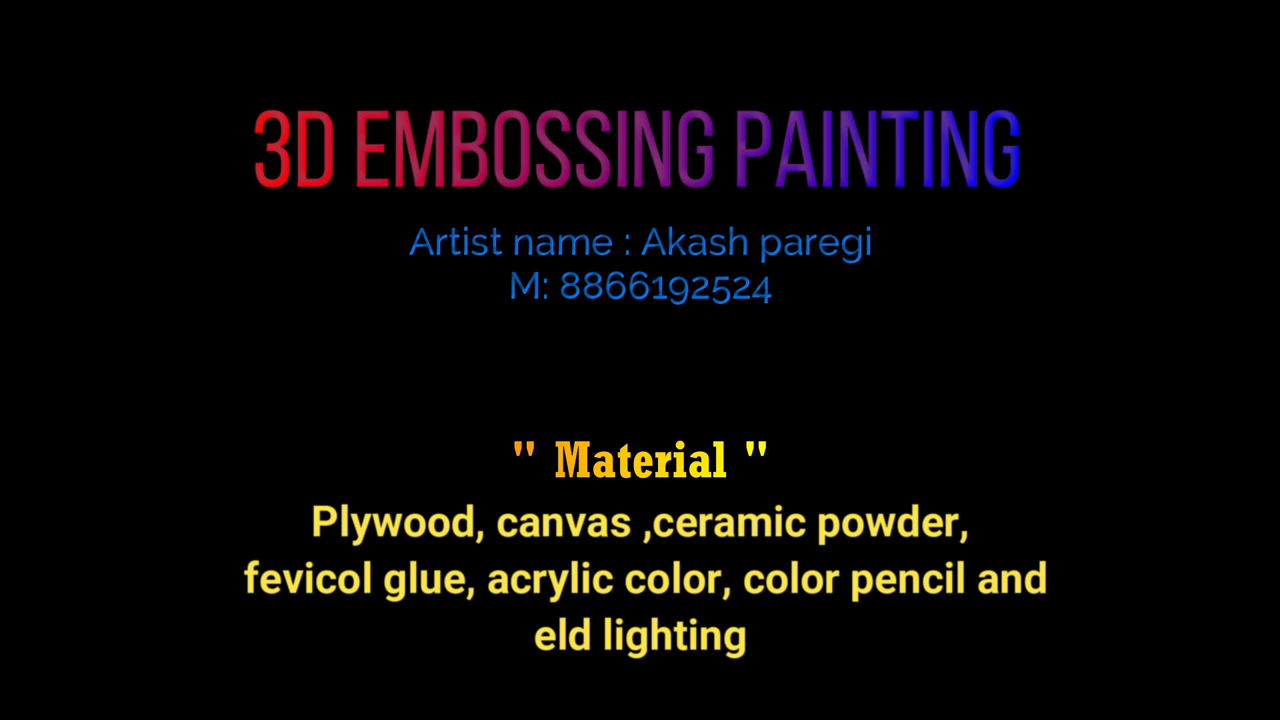 3D EMBOSSING PAINTING
Artist name : Akash paregi
M: 8866192524
" Material "
Plywood, canvas ,ceramic powder,
fevicol glue, acrylic color, color pencil and
eld lighting